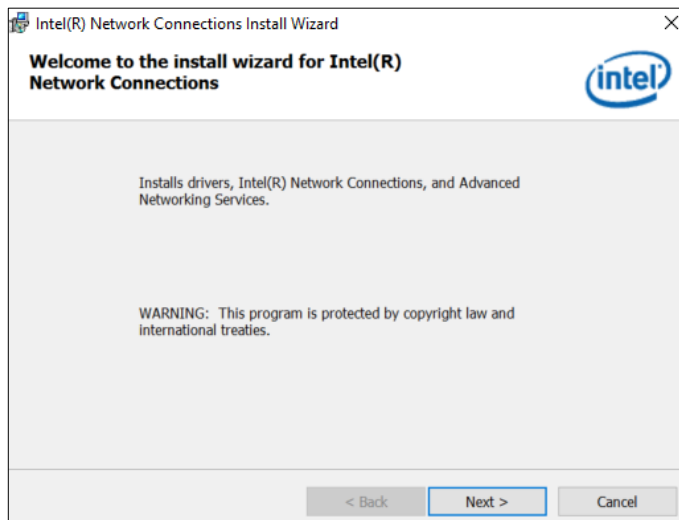 Intel(R) Network Connections Install Wizard
Welcome to the install wizard for Intel(R)
Network Connections
intel
Installs drivers, Intel(R) Network Connections, and Advanced
Networking Services.
WARNING:  This program is protected by copyright law and
international treaties.
< Back
Next >
Cancel